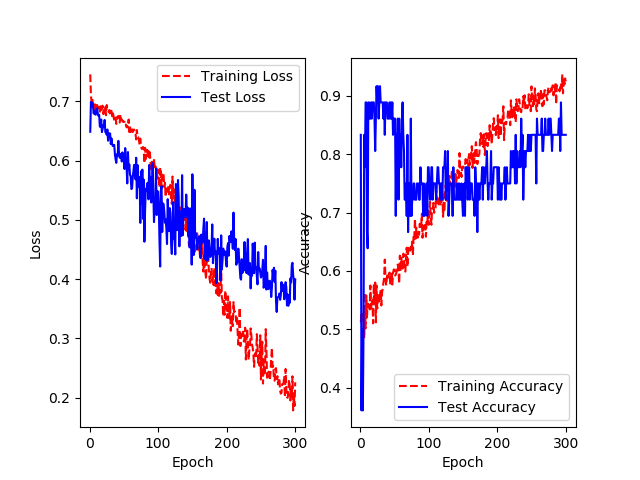 Training Loss
Test Loss
Loss
0.7
0.6
0.5
0.4
0.3
0.2
0
100
200
300
Epoch
Training Accuracy
Test Accuracy
Accuracy
0.9
0.8
0.7
0.6
0.5
0.4
0
100
200
300
Epoch